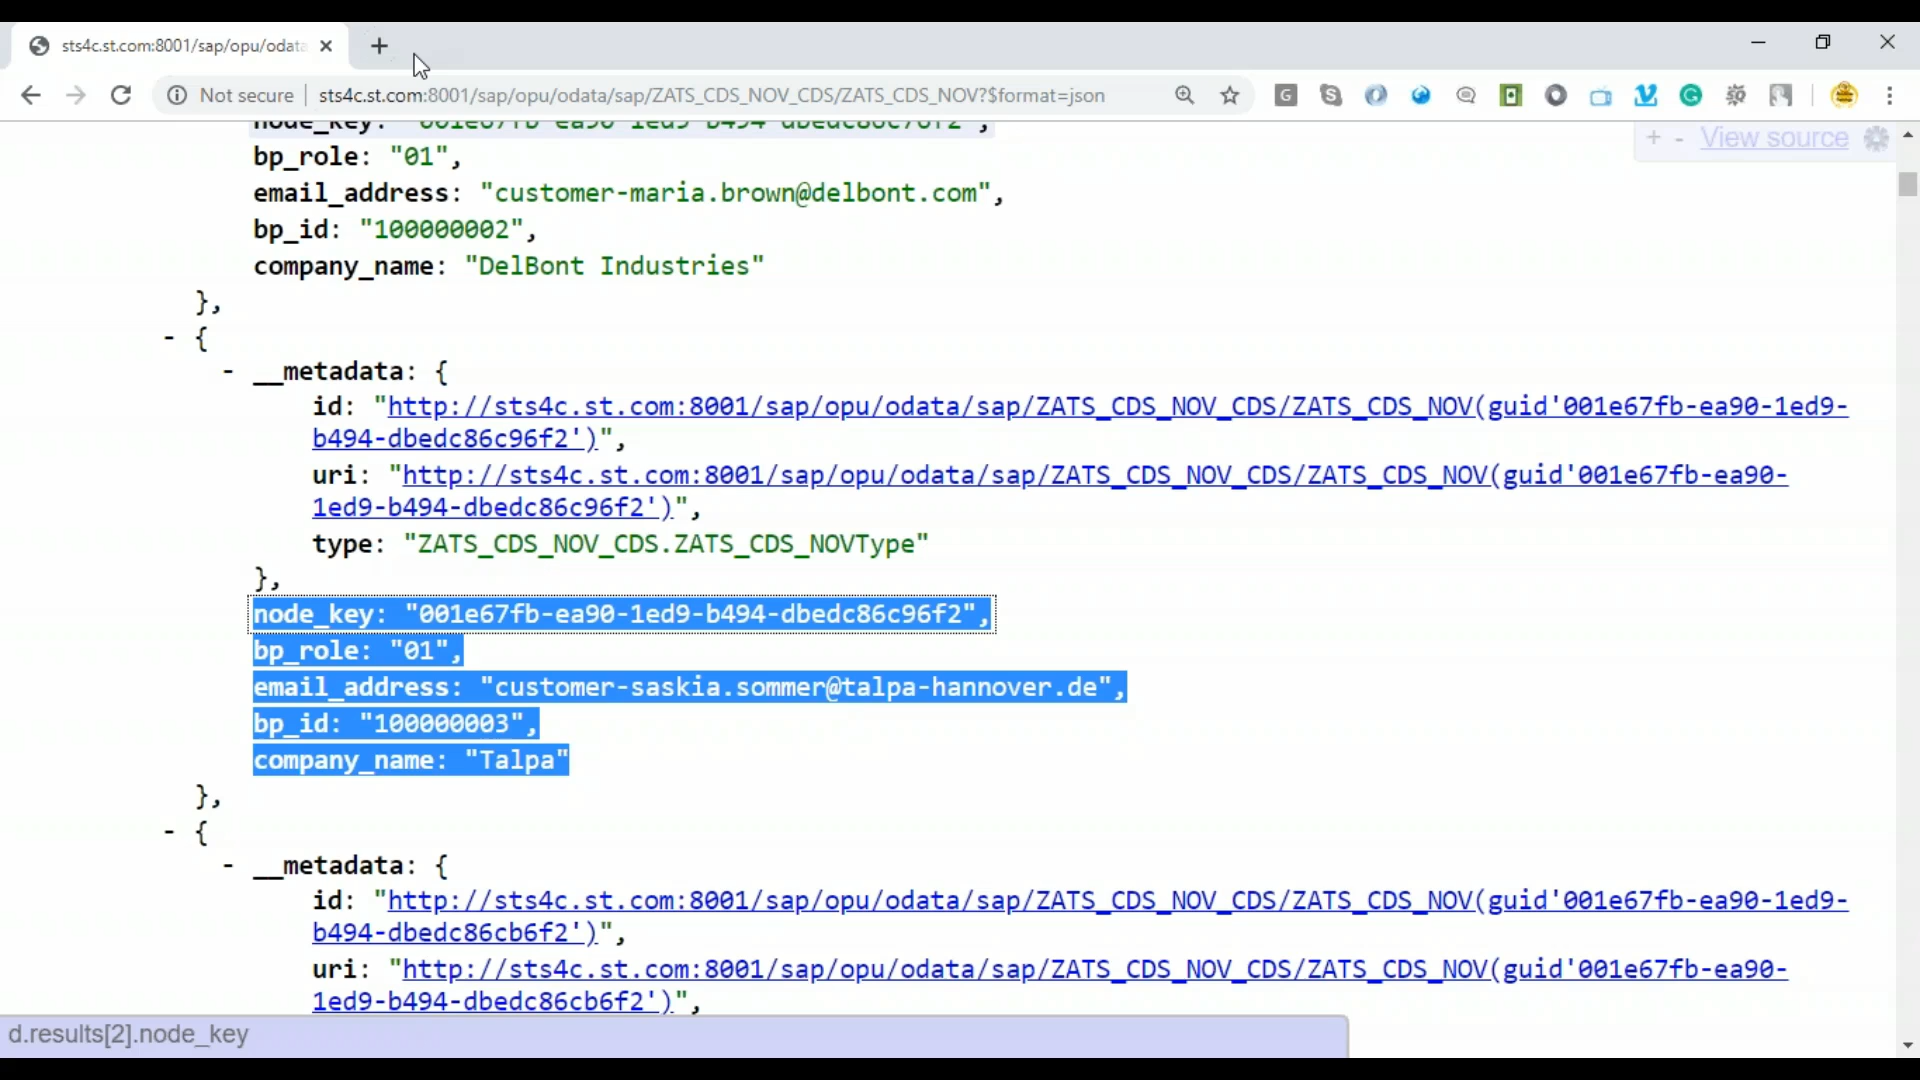 sts4c.st.com:8001/sap/opu/odata
Not secure | sts4c.st.com:8001/sap/opu/odata/sap/ZATS_CDS_NOV_CDS/ZATS_CDS_NOV?$format=json
+ - View source
bp_role: "01",
email_address: "customer-maria.brown@delbont.com",
bp_id: "100000002",
company_name: "DelBont Industries"
},
- {
- __metadata: {
id: "http://sts4c.st.com:8001/sap/opu/odata/sap/ZATS_CDS_NOV_CDS/ZATS_CDS_NOV(guid'001e67fb-ea90-1ed9-
b494-dbedc86c96f2')",
uri: "http://sts4c.st.com:8001/sap/opu/odata/sap/ZATS_CDS_NOV_CDS/ZATS_CDS_NOV(guid'001e67fb-ea90-
1ed9-b494-dbedc86c96f2')",
type: "ZATS_CDS_NOV_CDS.ZATS_CDS_NOVType"
},
node_key: "001e67fb-ea90-1ed9-b494-dbedc86c96f2",
bp_role: "01",
email_address: "customer-saskia.sommer@talpa-hannover.de",
bp_id: "100000003",
company_name: "Talpa"
},
- {
- __metadata: {
id: "http://sts4c.st.com:8001/sap/opu/odata/sap/ZATS_CDS_NOV_CDS/ZATS_CDS_NOV(guid'001e67fb-ea90-1ed9-
b494-dbedc86cb6f2')",
uri: "http://sts4c.st.com:8001/sap/opu/odata/sap/ZATS_CDS_NOV_CDS/ZATS_CDS_NOV(guid'001e67fb-ea90-
1ed9-b494-dbedc86cb6f2')",
d.results[2].node_key